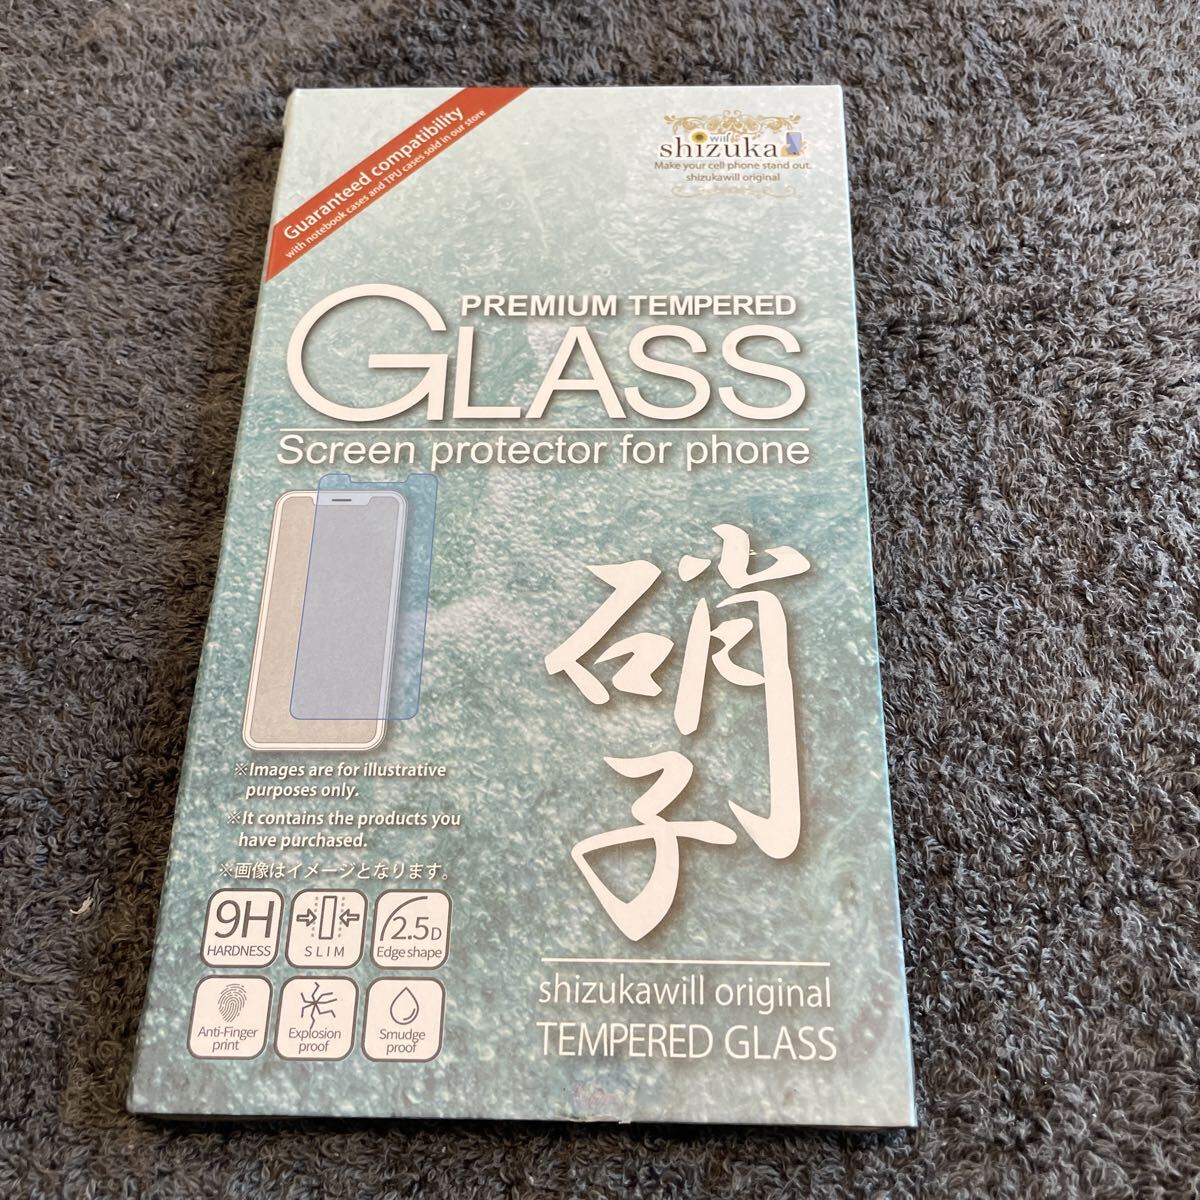 Guaranteed compatibility
with notebook cases and TPU cases sold in our store
will
shizuka
Make your cell phone stand out.
shizukawill original
PREMIUM TEMPERED
GLASS
Screen protector for phone
硝子
※Images are for illustrative
purposes only.
※It contains the products you
have purchased.
※画像はイメージとなります。
9H
HARDNESS
SLIM
2.5D
Edge shape
Anti-Finger
print
Explosion
proof
Smudge
proof
shizukawill original
TEMPERED GLASS